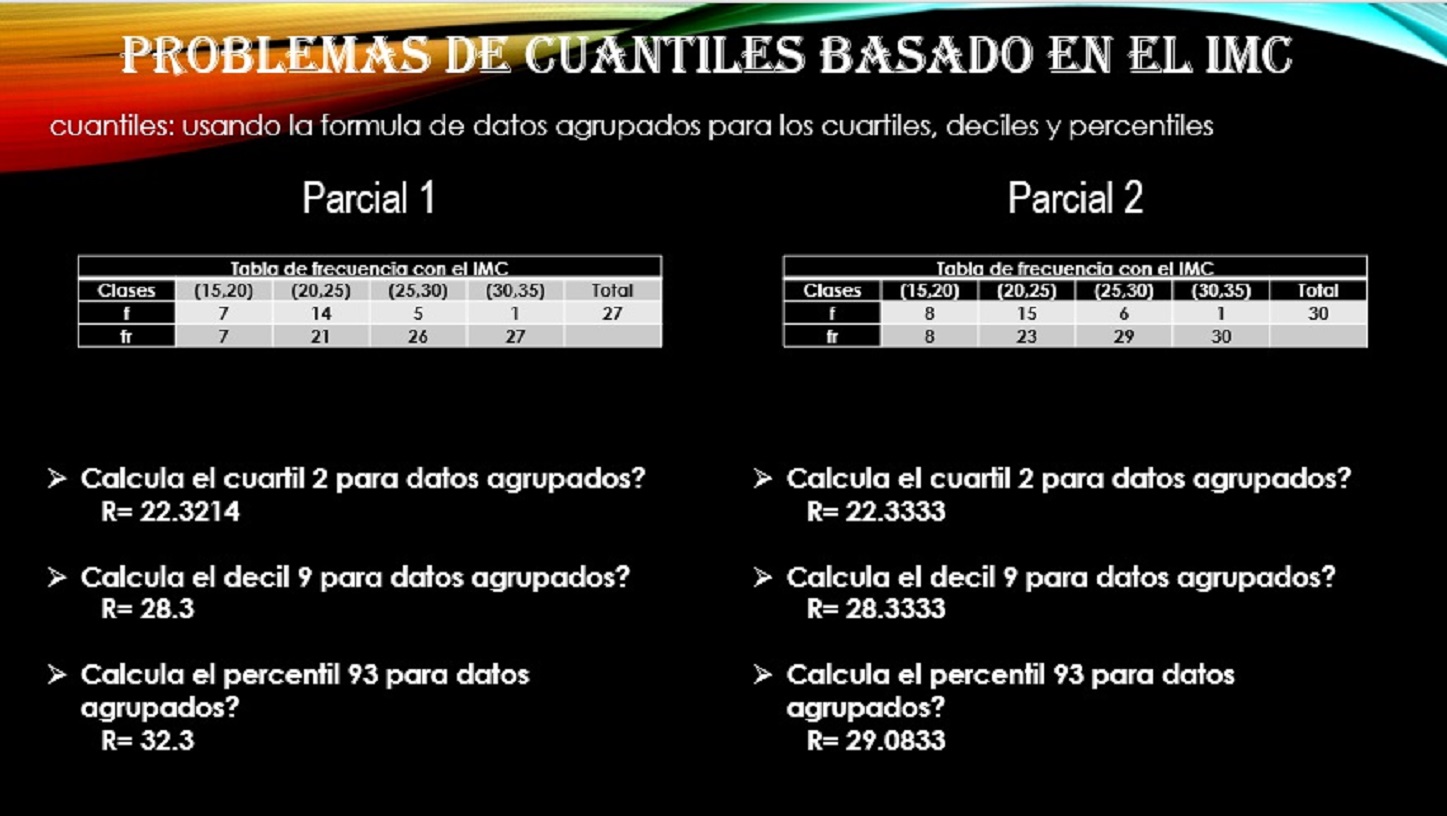 PROBLEMAS DE CUANTILES BASADO EN EL IMC
cuantiles: usando la formula de datos agrupados para los cuartiles, deciles y percentiles
Parcial 1
Tabla de frecuencia con el IMC
Clases (15,20) (20,25) (25,30) (30,35) Total
f 7 14 5 1 27
fr 7 21 26 27
➢ Calcula el cuartil 2 para datos agrupados?
R= 22.3214
➢ Calcula el decil 9 para datos agrupados?
R= 28.3
➢ Calcula el percentil 93 para datos
agrupados?
R= 32.3
Parcial 2
Tabla de frecuencia con el IMC
Clases (15,20) (20,25) (25,30) (30,35) Total
f 8 15 6 1 30
fr 8 23 29 30
➢ Calcula el cuartil 2 para datos agrupados?
R= 22.3333
➢ Calcula el decil 9 para datos agrupados?
R= 28.3333
➢ Calcula el percentil 93 para datos
agrupados?
R= 29.0833